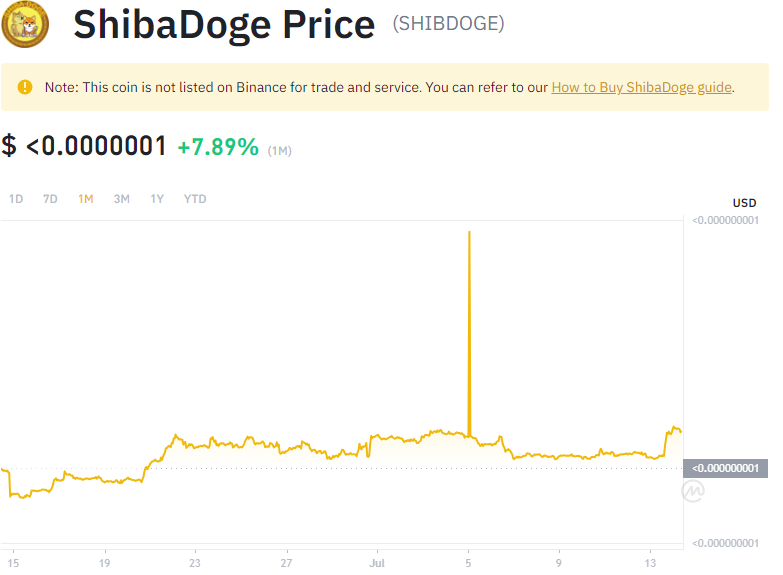 ShibaDoge Price (SHIBDOGE)
Note: This coin is not listed on Binance for trade and service. You can refer to our How to Buy ShibaDoge guide.
$ <0.0000001 +7.89% (1M)
1D 7D 1M 3M 1Y YTD
USD
<0.000000001
<0.000000001
<0.000000001
15 19 23 27 Jul 5 9 13